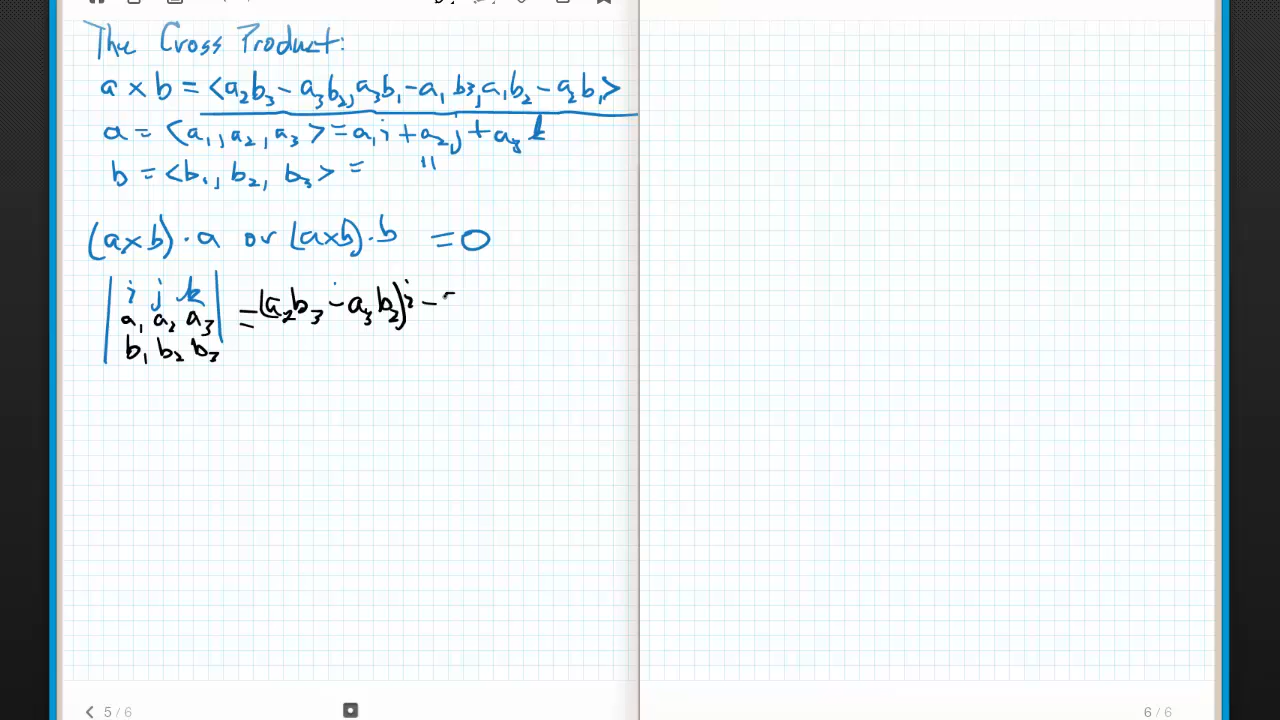 The Cross Product:
a × b = <a₂b₃ - a₃b₂, a₃b₁ - a₁b₃, a₁b₂ - a₂b₁>
a = <a₁, a₂, a₃> = a₁i + a₂j + a₃k
b = <b₁, b₂, b₃> = "
(a×b)·a or (a×b)·b = 0
| i j k |
a₁ a₂ a₃ = (a₂b₃ - a₃b₂)i -
b₁ b₂ b₃
5 / 6
6 / 6